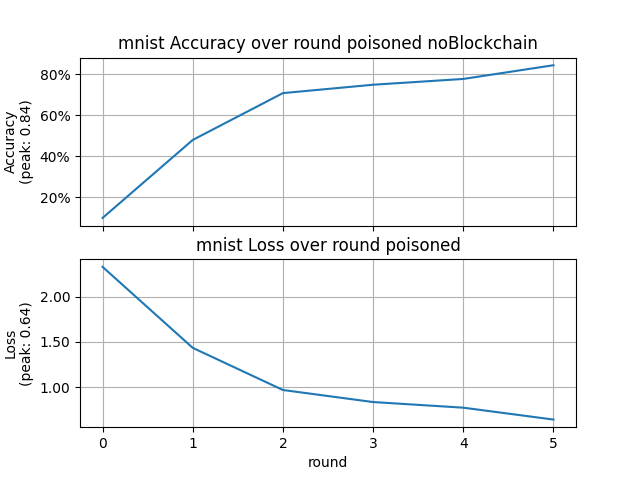 mnist Accuracy over round poisoned noBlockchain
80%
60%
40%
20%
Accuracy
(peak: 0.84)
mnist Loss over round poisoned
2.00
1.50
1.00
Loss
(peak: 0.64)
0 1 2 3 4 5
round